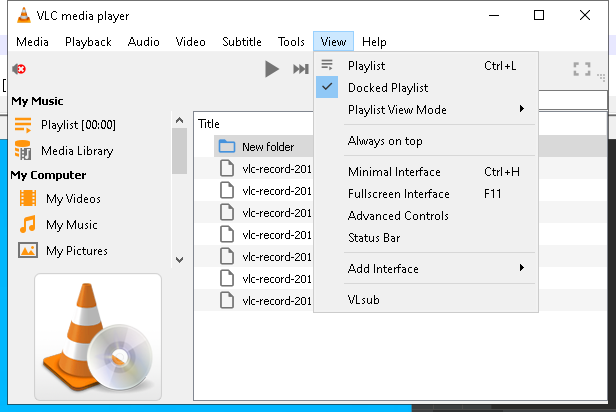 VLC media player
Media Playback Audio Video Subtitle Tools View Help
Playlist Ctrl+L
Docked Playlist
Playlist View Mode
Always on top
Minimal Interface Ctrl+H
Fullscreen Interface F11
Advanced Controls
Status Bar
Add Interface
VLsub
My Music
Playlist [00:00]
Media Library
My Computer
My Videos
My Music
My Pictures
Title
New folder
vlc-record-201
vlc-record-201
vlc-record-201
vlc-record-201
vlc-record-201
vlc-record-201
vlc-record-201